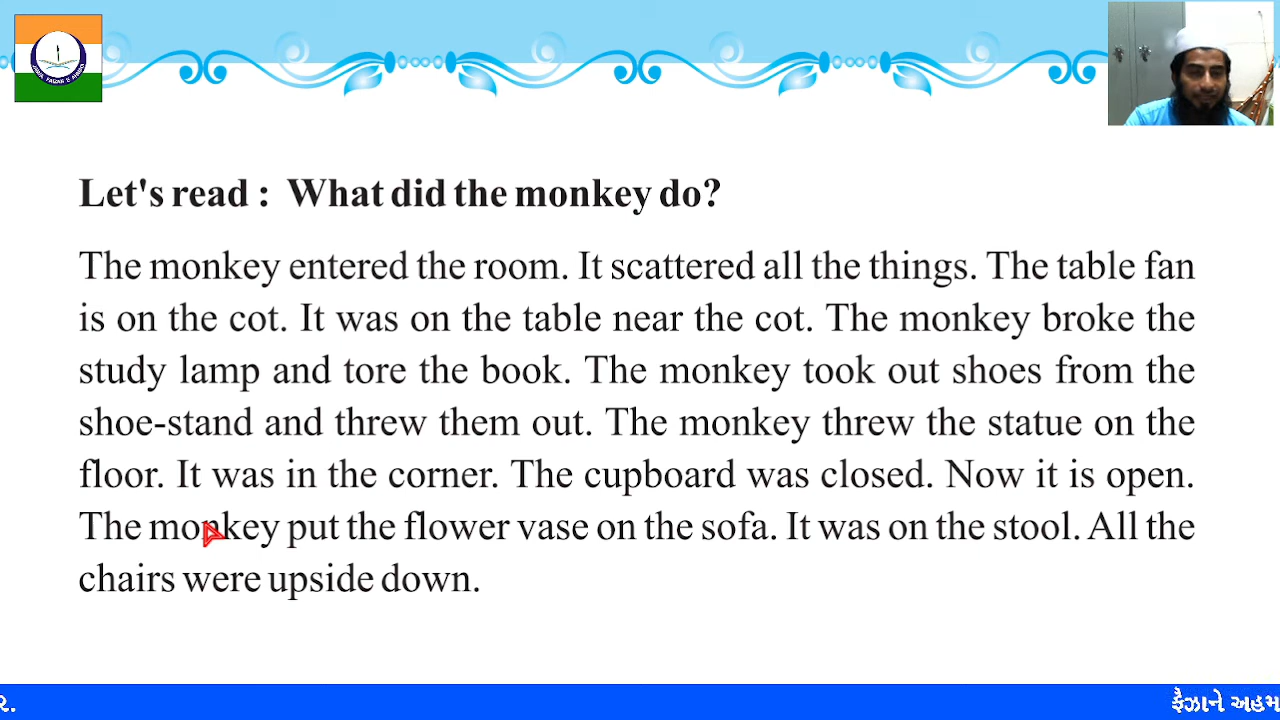 Let's read : What did the monkey do?
The monkey entered the room. It scattered all the things. The table fan
is on the cot. It was on the table near the cot. The monkey broke the
study lamp and tore the book. The monkey took out shoes from the
shoe-stand and threw them out. The monkey threw the statue on the
floor. It was in the corner. The cupboard was closed. Now it is open.
The monkey put the flower vase on the sofa. It was on the stool. All the
chairs were upside down.
ફૈઝાને અહમ